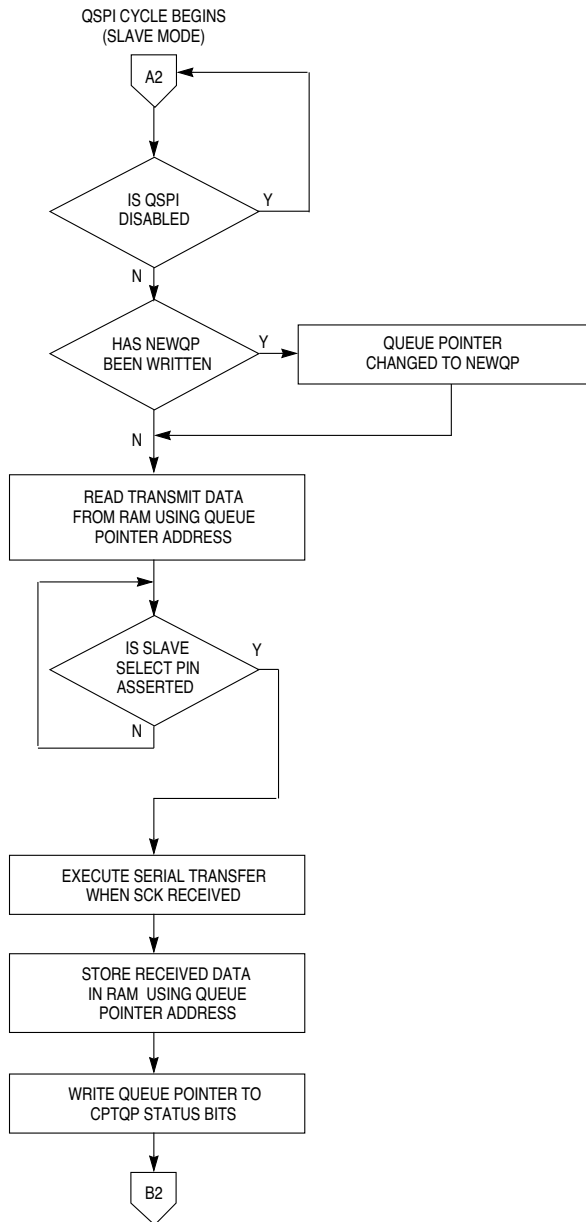 QSPI CYCLE BEGINS
(SLAVE MODE)
A2
IS QSPI
DISABLED
Y
N
HAS NEWQP
BEEN WRITTEN
Y
QUEUE POINTER
CHANGED TO NEWQP
N
READ TRANSMIT DATA
FROM RAM USING QUEUE
POINTER ADDRESS
IS SLAVE
SELECT PIN
ASSERTED
Y
N
EXECUTE SERIAL TRANSFER
WHEN SCK RECEIVED
STORE RECEIVED DATA
IN RAM USING QUEUE
POINTER ADDRESS
WRITE QUEUE POINTER TO
CPTQP STATUS BITS
B2